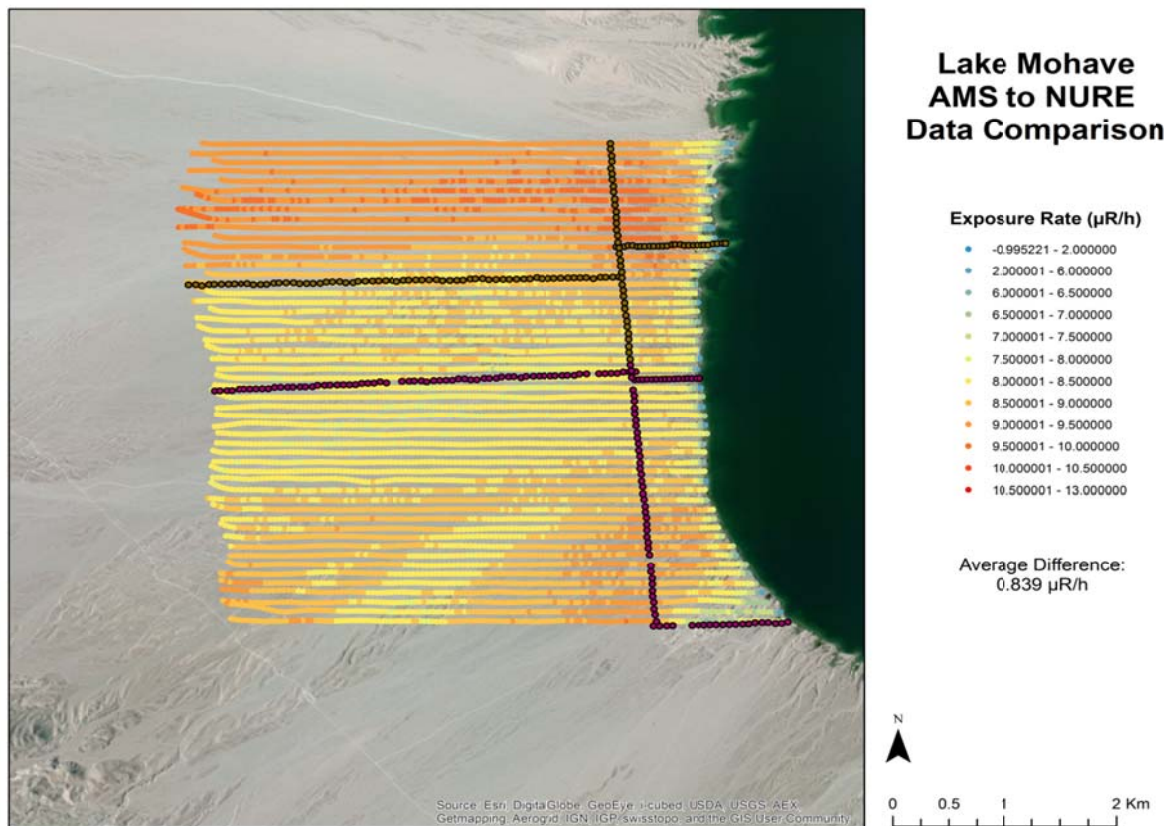 Lake Mohave
AMS to NURE
Data Comparison
Exposure Rate (µR/h)
-0.995221 - 2.000000
2.000001 - 6.000000
6.000001 - 6.500000
6.500001 - 7.000000
7.000001 - 7.500000
7.500001 - 8.000000
8.000001 - 8.500000
8.500001 - 9.000000
9.000001 - 9.500000
9.500001 - 10.000000
10.000001 - 10.500000
10.500001 - 13.000000
Average Difference:
0.839 µR/h
N
0 0.5 1 2 Km
Source: Esri, DigitalGlobe, GeoEye, i-cubed, USDA, USGS, AEX,
Getmapping, Aerogrid, IGN, IGP, swisstopo, and the GIS User Community